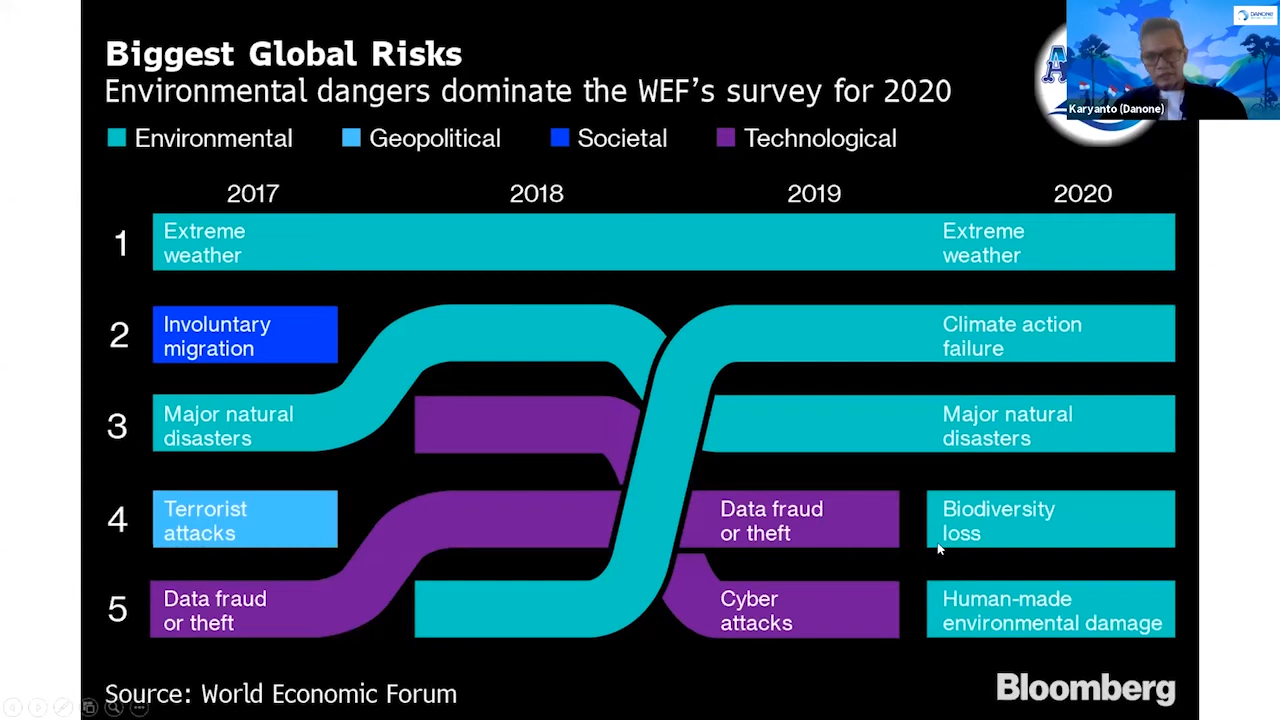 Biggest Global Risks
Environmental dangers dominate the WEF's survey for 2020
Environmental Geopolitical Societal Technological
2017 2018 2019 2020
1
Extreme
weather
Extreme
weather
2
Involuntary
migration
Climate action
failure
3
Major natural
disasters
Major natural
disasters
4
Terrorist
attacks
Data fraud
or theft
Biodiversity
loss
5
Data fraud
or theft
Cyber
attacks
Human-made
environmental damage
Source: World Economic Forum
Bloomberg
DANONE
Karyanto (Danone)